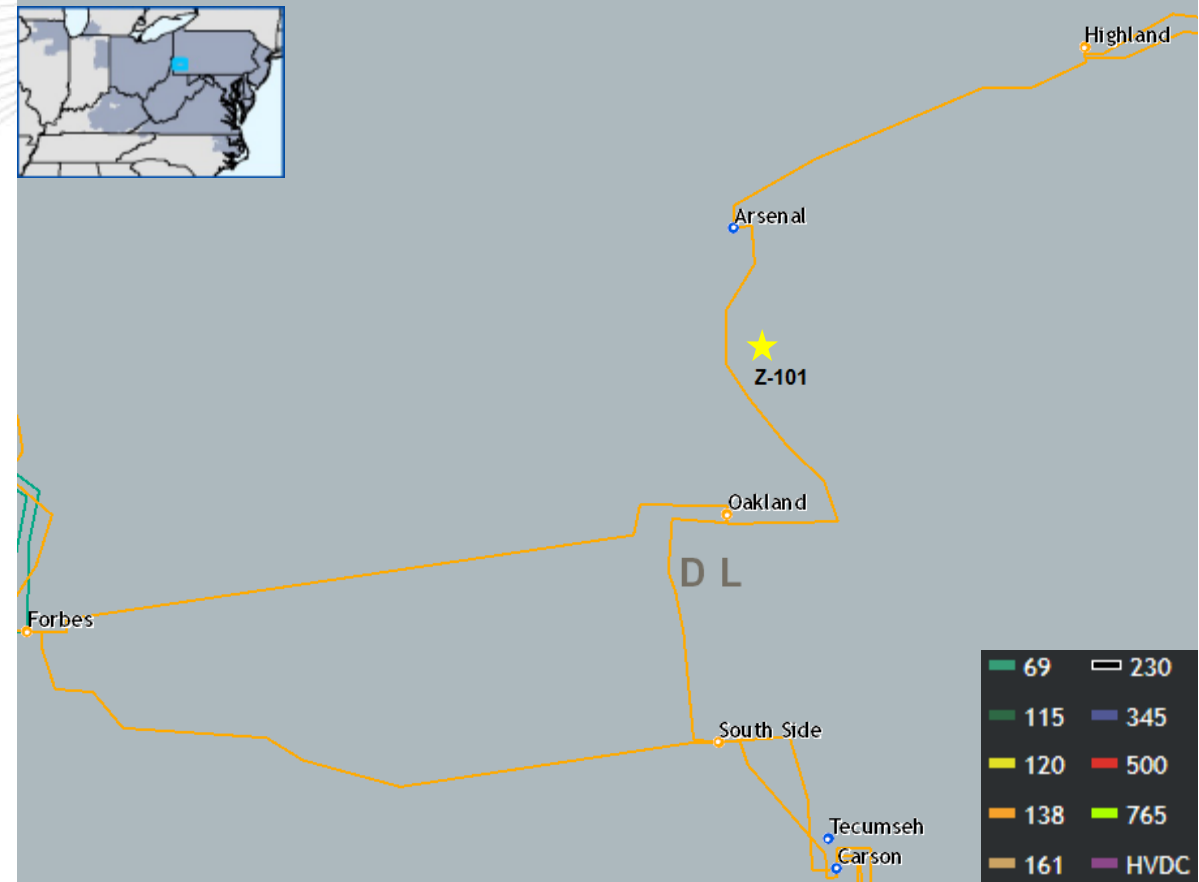 Highland
Arsenal
Z-101
Oakland
D L
Forbes
South Side
Tecumseh
Carson
69 230
115 345
120 500
138 765
161 HVDC